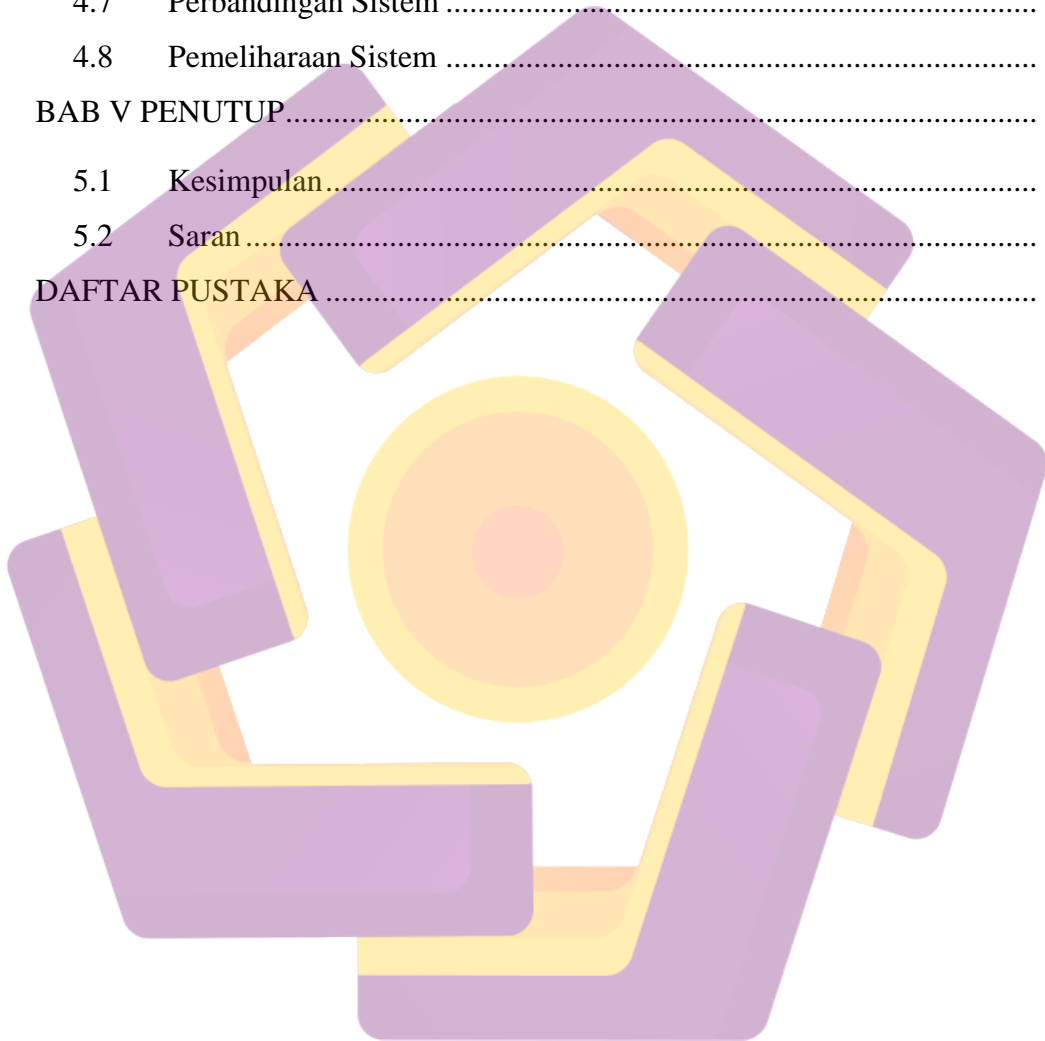 4.7 Perbandingan Sistem ........................................................................
4.8 Pemeliharaan Sistem ........................................................................
BAB V PENUTUP............................................................................................
5.1 Kesimpulan.......................................................................................
5.2 Saran .................................................................................................
DAFTAR PUSTAKA .......................................................................................